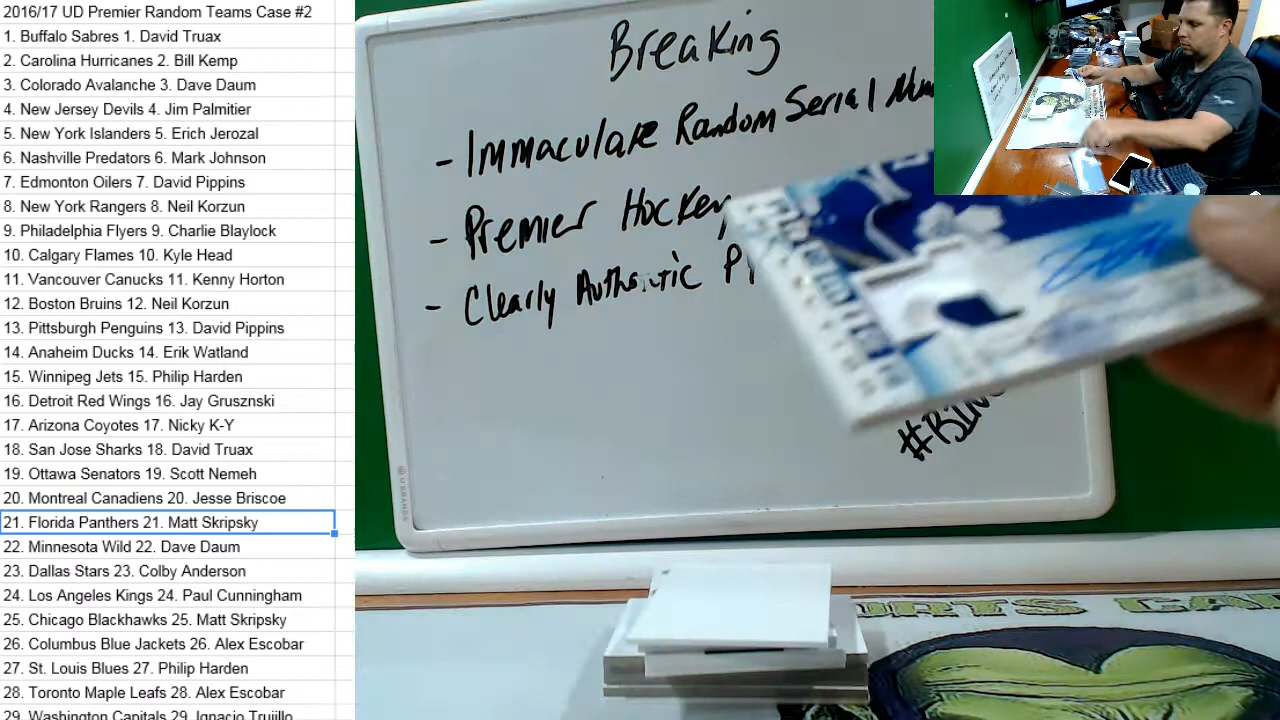 2016/17 UD Premier Random Teams Case #2
1. Buffalo Sabres 1. David Truax
2. Carolina Hurricanes 2. Bill Kemp
3. Colorado Avalanche 3. Dave Daum
4. New Jersey Devils 4. Jim Palmitier
5. New York Islanders 5. Erich Jerozal
6. Nashville Predators 6. Mark Johnson
7. Edmonton Oilers 7. David Pippins
8. New York Rangers 8. Neil Korzun
9. Philadelphia Flyers 9. Charlie Blaylock
10. Calgary Flames 10. Kyle Head
11. Vancouver Canucks 11. Kenny Horton
12. Boston Bruins 12. Neil Korzun
13. Pittsburgh Penguins 13. David Pippins
14. Anaheim Ducks 14. Erik Watland
15. Winnipeg Jets 15. Philip Harden
16. Detroit Red Wings 16. Jay Grusznski
17. Arizona Coyotes 17. Nicky K-Y
18. San Jose Sharks 18. David Truax
19. Ottawa Senators 19. Scott Nemeh
20. Montreal Canadiens 20. Jesse Briscoe
21. Florida Panthers 21. Matt Skripsky
22. Minnesota Wild 22. Dave Daum
23. Dallas Stars 23. Colby Anderson
24. Los Angeles Kings 24. Paul Cunningham
25. Chicago Blackhawks 25. Matt Skripsky
26. Columbus Blue Jackets 26. Alex Escobar
27. St. Louis Blues 27. Philip Harden
28. Toronto Maple Leafs 28. Alex Escobar
29. Washington Capitals 29. Ignacio Trujillo
Breaking
- Immaculate Random Serial Num
- Premier Hockey
- Clearly Authentic